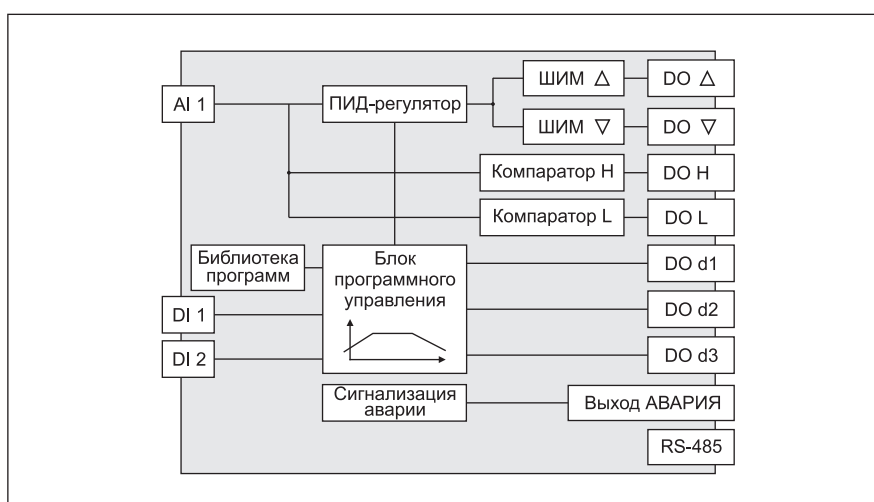 ШИМ △
DO △
AI 1
ПИД-регулятор
ШИМ ▽
DO ▽
Компаратор H
DO H
Компаратор L
DO L
Библиотека
программ
Блок
программного
управления
DO d1
DI 1
DO d2
DI 2
DO d3
Сигнализация
аварии
Выход АВАРИЯ
RS-485